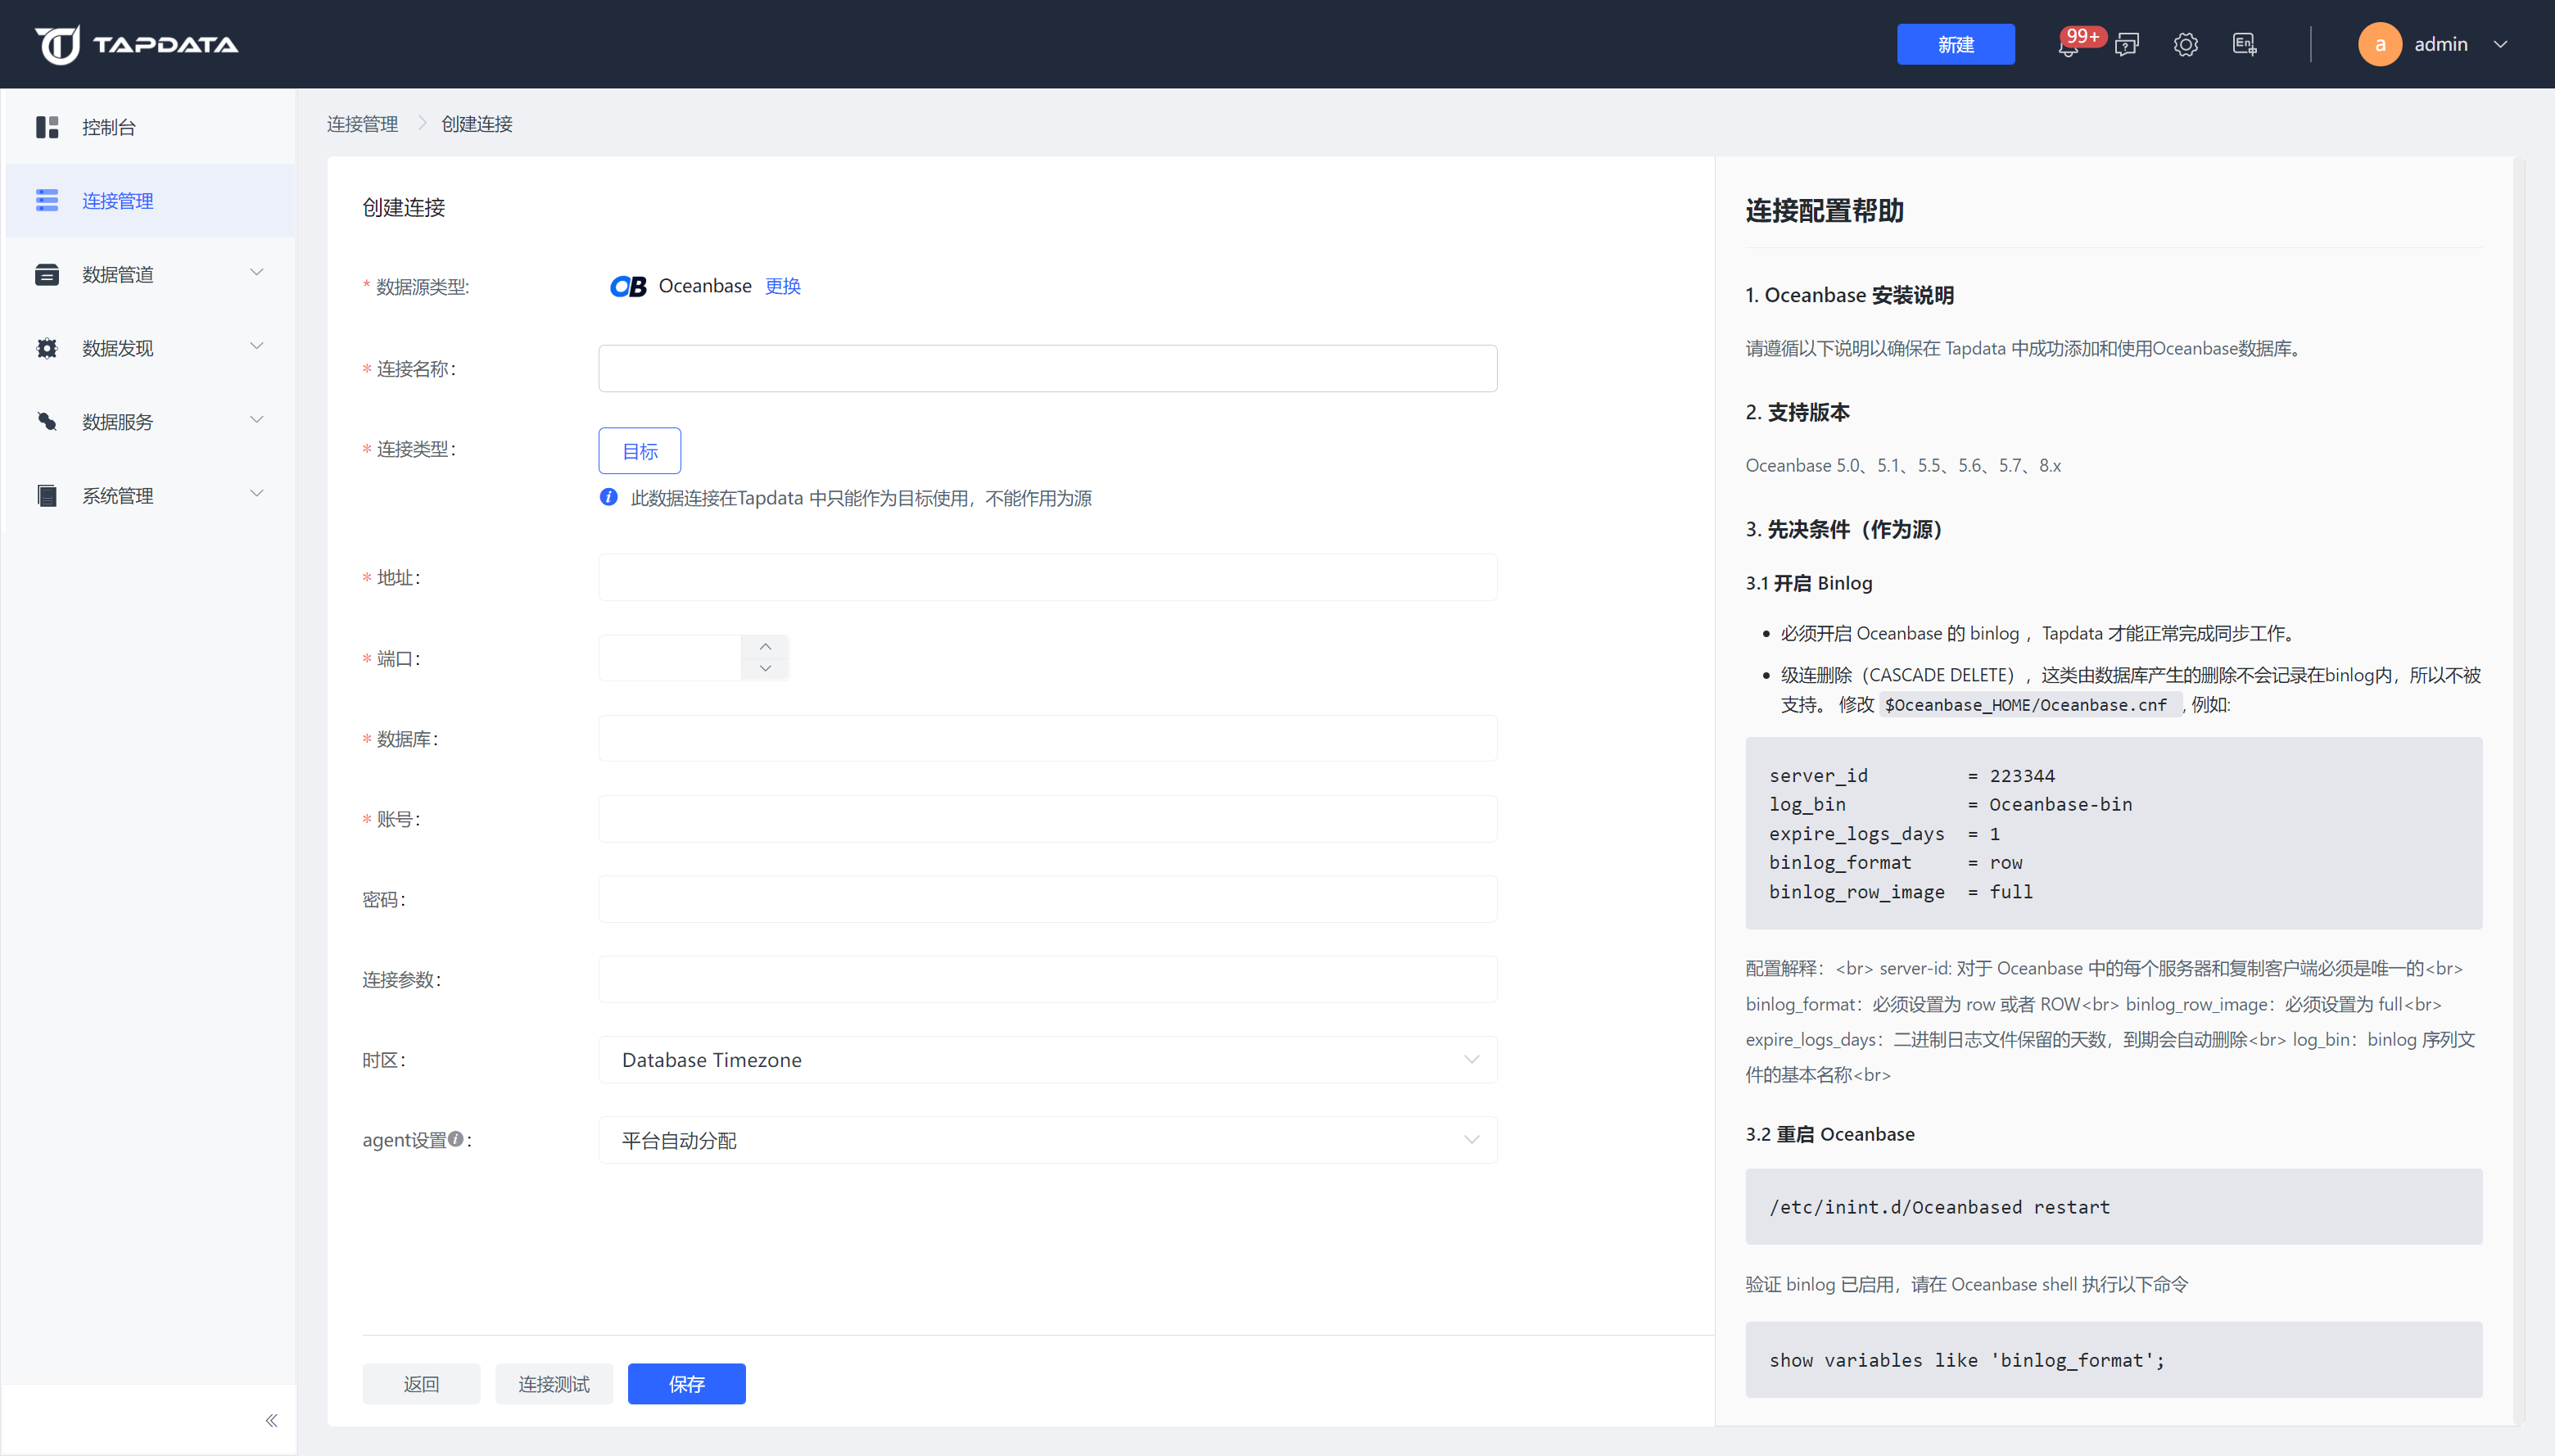 TAPDATA
新建
99+
En
a
admin
控制台
连接管理
数据管道
数据发现
数据服务
系统管理
连接管理
创建连接
创建连接
* 数据源类型:
OB Oceanbase 更换
* 连接名称:
* 连接类型:
目标
此数据连接在Tapdata 中只能作为目标使用，不能作用为源
* 地址:
* 端口:
* 数据库:
* 账号:
密码:
连接参数:
时区:
Database Timezone
agent设置:
平台自动分配
返回
连接测试
保存
连接配置帮助
1. Oceanbase 安装说明
请遵循以下说明以确保在 Tapdata 中成功添加和使用Oceanbase数据库。
2. 支持版本
Oceanbase 5.0、5.1、5.5、5.6、5.7、8.x
3. 先决条件（作为源）
3.1 开启 Binlog
• 必须开启 Oceanbase 的 binlog ，Tapdata 才能正常完成同步工作。
• 级连删除（CASCADE DELETE），这类由数据库产生的删除不会记录在binlog内，所以不被
支持。 修改 $Oceanbase_HOME/Oceanbase.cnf , 例如:
server_id         = 223344
log_bin           = Oceanbase-bin
expire_logs_days  = 1
binlog_format     = row
binlog_row_image  = full
配置解释：<br> server-id: 对于 Oceanbase 中的每个服务器和复制客户端必须是唯一的<br>
binlog_format：必须设置为 row 或者 ROW<br> binlog_row_image：必须设置为 full<br>
expire_logs_days：二进制日志文件保留的天数，到期会自动删除<br> log_bin：binlog 序列文
件的基本名称<br>
3.2 重启 Oceanbase
/etc/inint.d/Oceanbased restart
验证 binlog 已启用，请在 Oceanbase shell 执行以下命令
show variables like 'binlog_format';